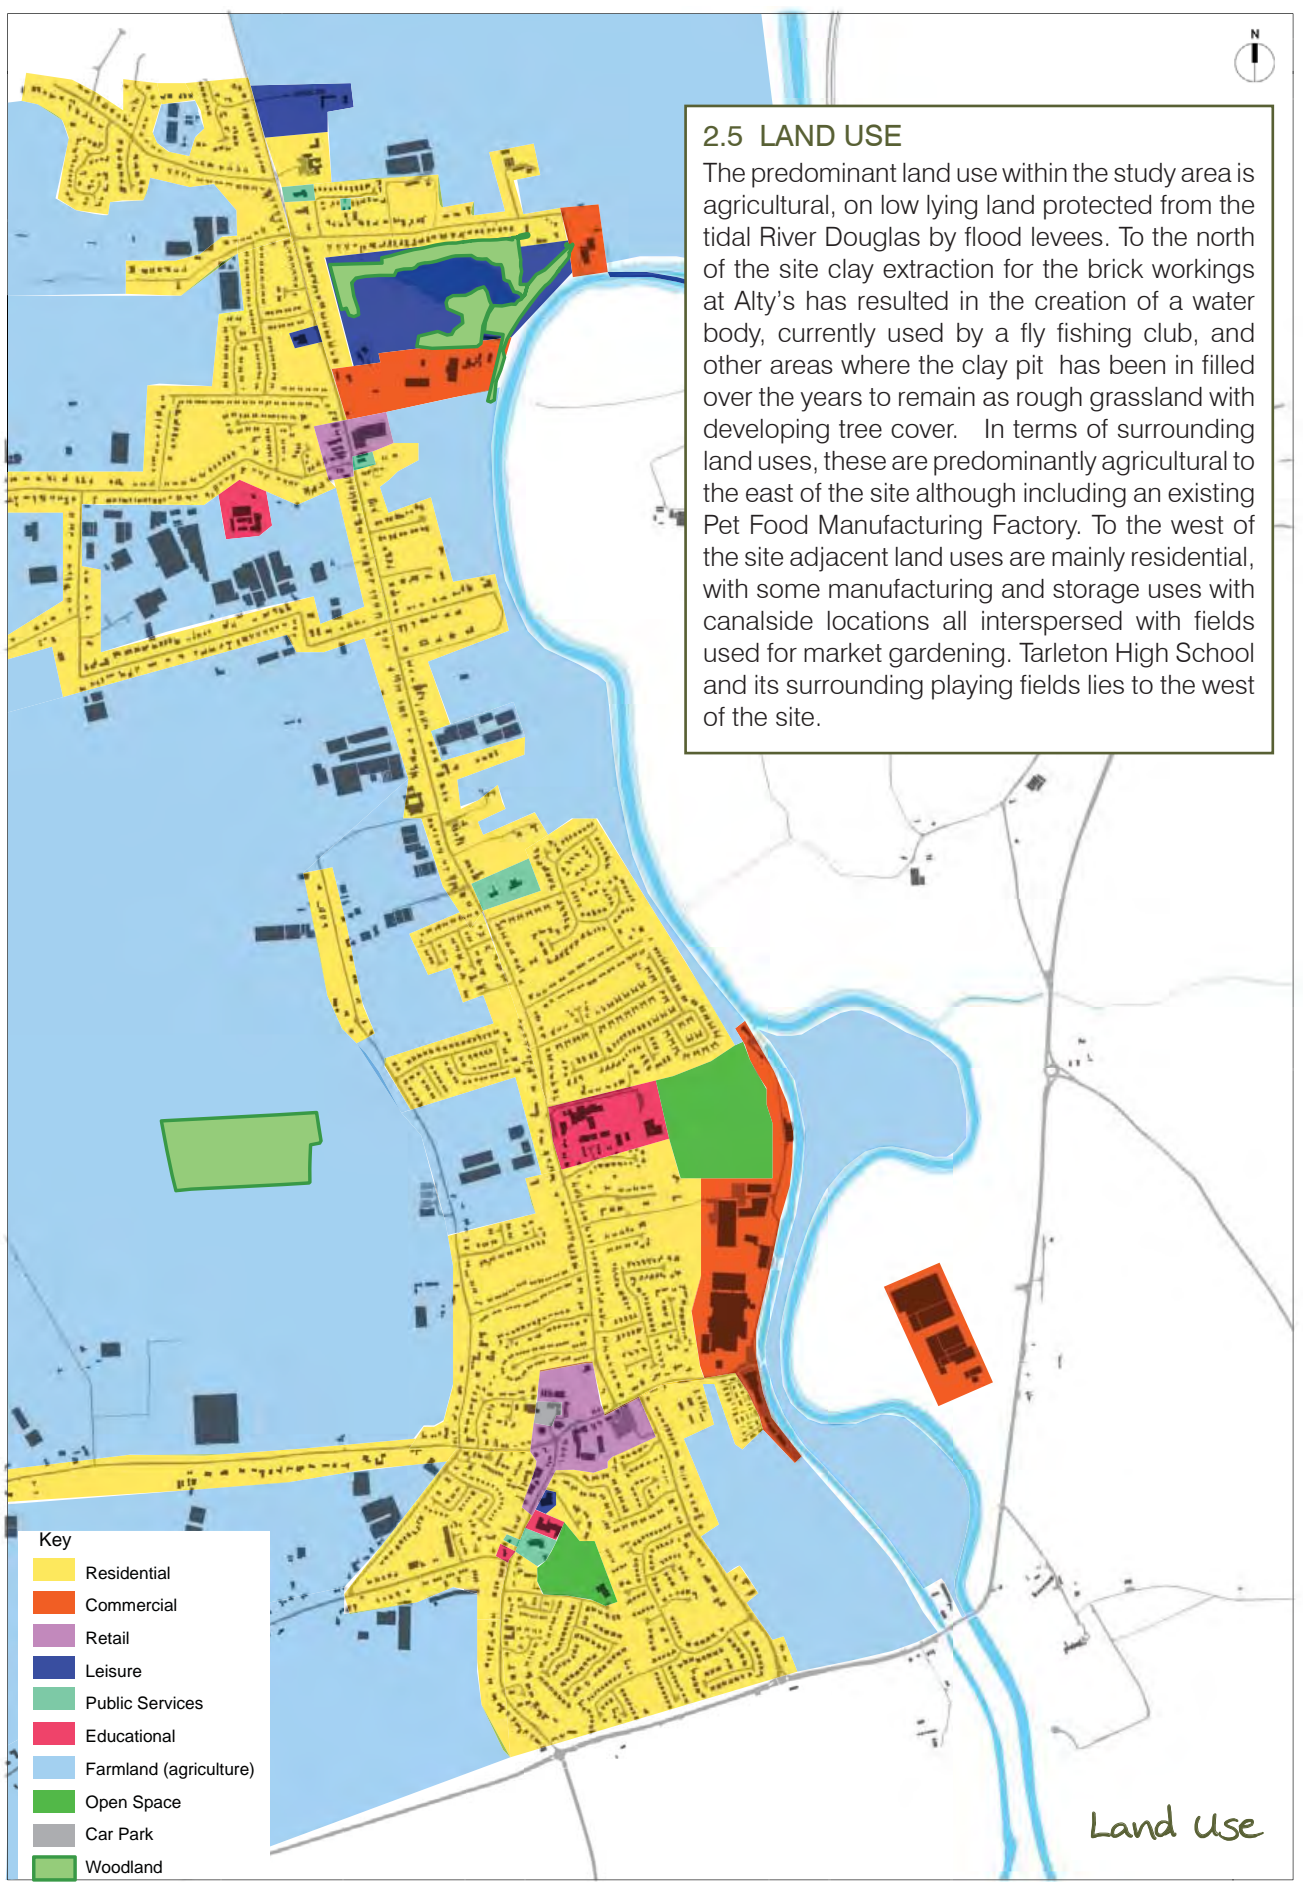 N
2.5 LAND USE
The predominant land use within the study area is
agricultural, on low lying land protected from the
tidal River Douglas by flood levees. To the north
of the site clay extraction for the brick workings
at Alty's has resulted in the creation of a water
body, currently used by a fly fishing club, and
other areas where the clay pit has been in filled
over the years to remain as rough grassland with
developing tree cover. In terms of surrounding
land uses, these are predominantly agricultural to
the east of the site although including an existing
Pet Food Manufacturing Factory. To the west of
the site adjacent land uses are mainly residential,
with some manufacturing and storage uses with
canalside locations all interspersed with fields
used for market gardening. Tarleton High School
and its surrounding playing fields lies to the west
of the site.
Key
Residential
Commercial
Retail
Leisure
Public Services
Educational
Farmland (agriculture)
Open Space
Car Park
Woodland
Land Use